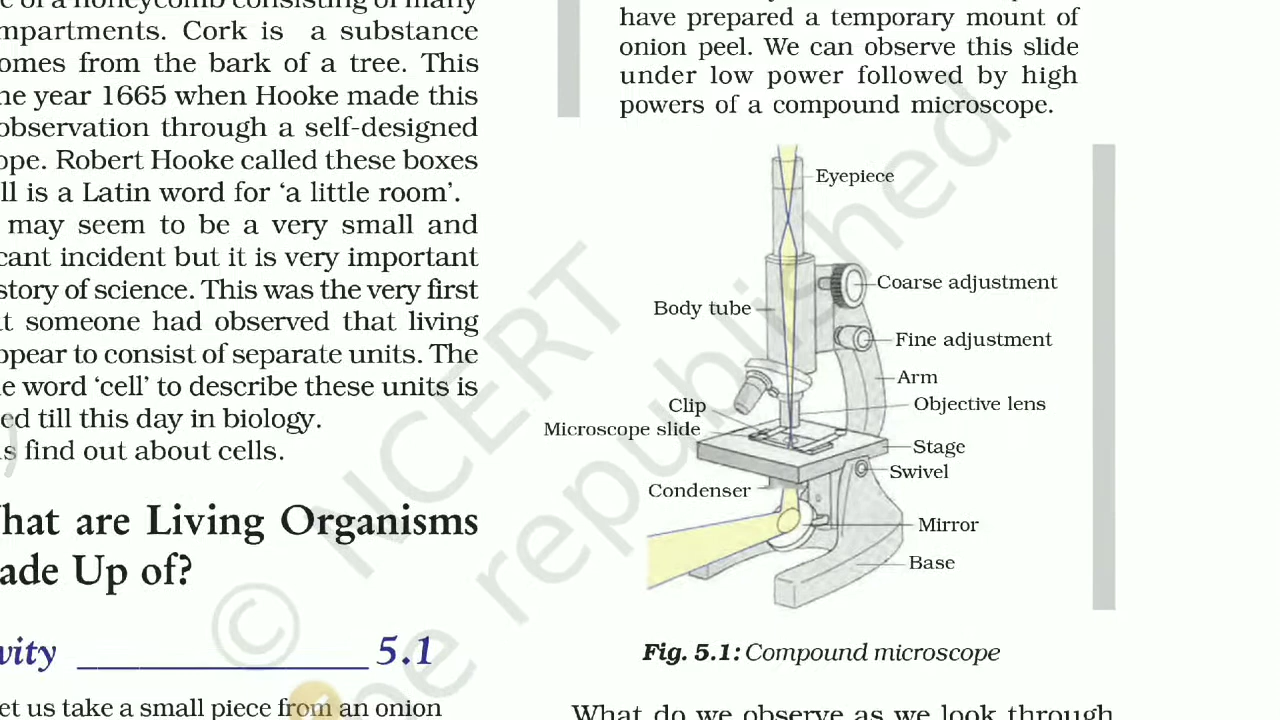 of a honeycomb consisting of many
mpartments. Cork is a substance
omes from the bark of a tree. This
he year 1665 when Hooke made this
observation through a self-designed
ope. Robert Hooke called these boxes
ll is a Latin word for ‘a little room’.
may seem to be a very small and
cant incident but it is very important
story of science. This was the very first
t someone had observed that living
ppear to consist of separate units. The
e word ‘cell’ to describe these units is
ed till this day in biology.
s find out about cells.
hat are Living Organisms
ade Up of?
vity 5.1
et us take a small piece from an onion
have prepared a temporary mount of
onion peel. We can observe this slide
under low power followed by high
powers of a compound microscope.
Eyepiece
Coarse adjustment
Body tube
Fine adjustment
Arm
Clip
Objective lens
Microscope slide
Stage
Swivel
Condenser
Mirror
Base
Fig. 5.1: Compound microscope
What do we observe as we look through
© NCERT
be republished